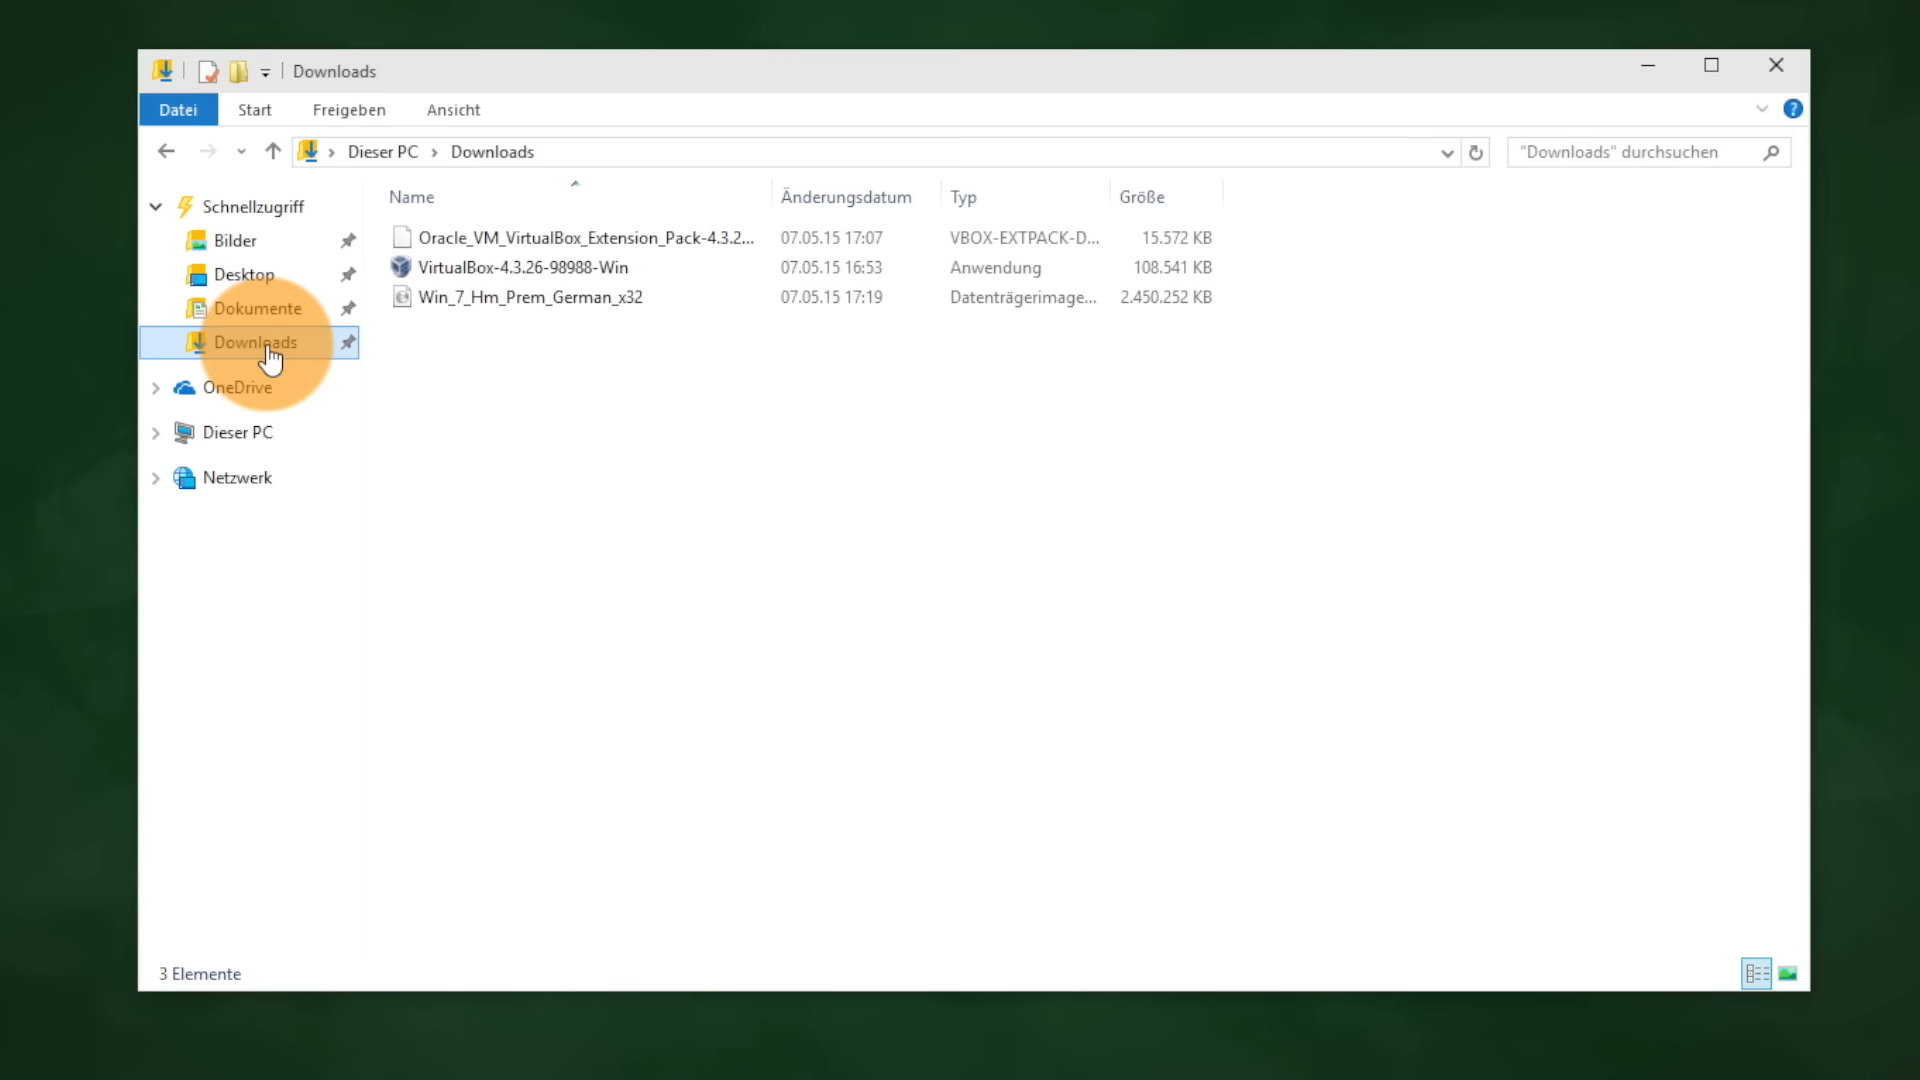 Downloads
Datei Start Freigeben Ansicht
Dieser PC Downloads "Downloads" durchsuchen
Name Änderungsdatum Typ Größe
Schnellzugriff
Bilder
Desktop
Dokumente
Downloads
OneDrive
Dieser PC
Netzwerk
Oracle_VM_VirtualBox_Extension_Pack-4.3.2... 07.05.15 17:07 VBOX-EXTPACK-D... 15.572 KB
VirtualBox-4.3.26-98988-Win 07.05.15 16:53 Anwendung 108.541 KB
Win_7_Hm_Prem_German_x32 07.05.15 17:19 Datenträgerimage... 2.450.252 KB
3 Elemente